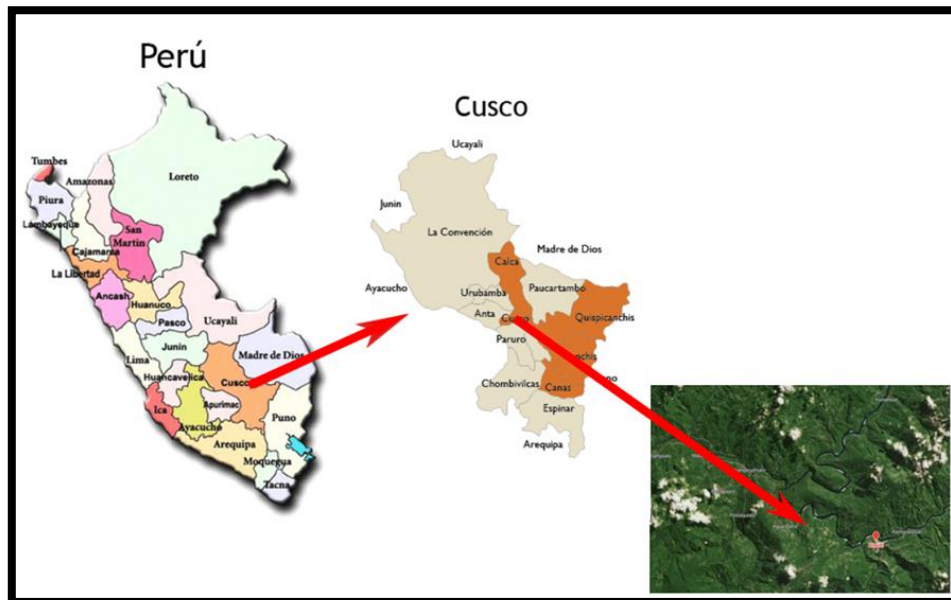 Perú
Tumbes
Piura
Amazonas
Loreto
Lambayeque
San
Martin
Cajamarca
La Libertad
Ancash
Huanuco
Pasco
Ucayali
Junin
Lima
Madre de Dios
Huancavelica
Cusco
Ica
Apurimac
Ayacucho
Puno
Arequipa
Moquegua
Tacna
Cusco
Ucayali
Junin
La Convención
Madre de Dios
Calca
Ayacucho
Urubamba
Paucartambo
Anta
Quispicanchis
Paruro
Chombivilcas
Canas
Espinar
Arequipa